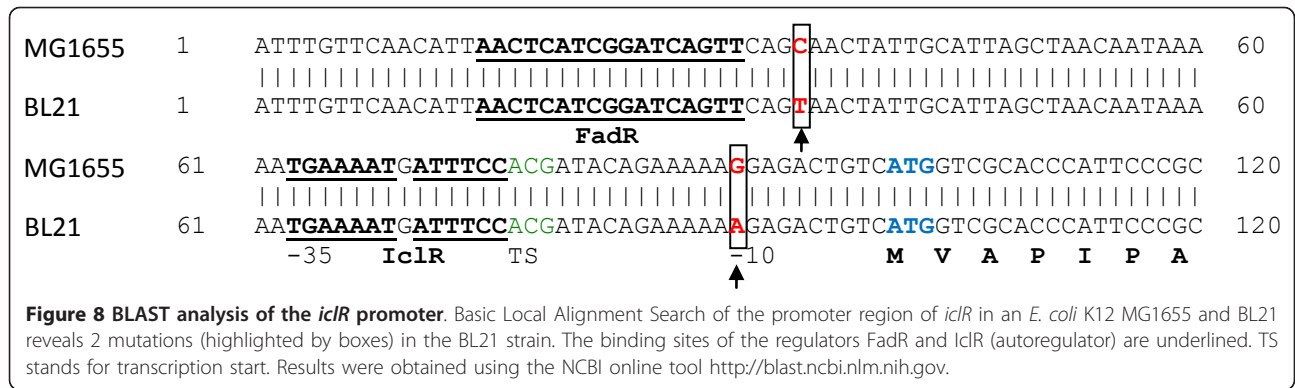 MG1655 1 ATTTGTTCAACATTAACTCATCGGATCAGTTCAGCAACTATTGCATTAGCTAACAATAAA 60
||||||||||||||||||||||||||||||||||||||||||||||||||||||||||||
BL21 1 ATTTGTTCAACATTAACTCATCGGATCAGTTCAGTAACTATTGCATTAGCTAACAATAAA 60
FadR
MG1655 61 AATGAAAATGATTTCCACGATACAGAAAAAGGAGACTGTCATGGTCGCACCCATTCCCGC 120
||||||||||||||||||||||||||||||||||||||||||||||||||||||||||||
BL21 61 AATGAAAATGATTTCCACGATACAGAAAAAAGAGACTGTCATGGTCGCACCCATTCCCGC 120
-35 IclR TS -10 M V A P I P A
Figure 8 BLAST analysis of the iclR promoter. Basic Local Alignment Search of the promoter region of iclR in an E. coli K12 MG1655 and BL21
reveals 2 mutations (highlighted by boxes) in the BL21 strain. The binding sites of the regulators FadR and IclR (autoregulator) are underlined. TS
stands for transcription start. Results were obtained using the NCBI online tool http://blast.ncbi.nlm.nih.gov.